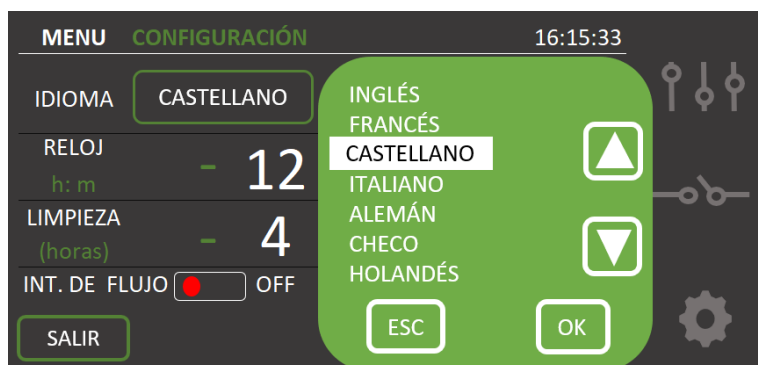 MENU CONFIGURACIÓN 16:15:33
IDIOMA CASTELLANO
RELOJ
h: m
- 12
LIMPIEZA
(horas)
- 4
INT. DE FLUJO OFF
SALIR
INGLÉS
FRANCÉS
CASTELLANO
ITALIANO
ALEMÁN
CHECO
HOLANDÉS
ESC OK